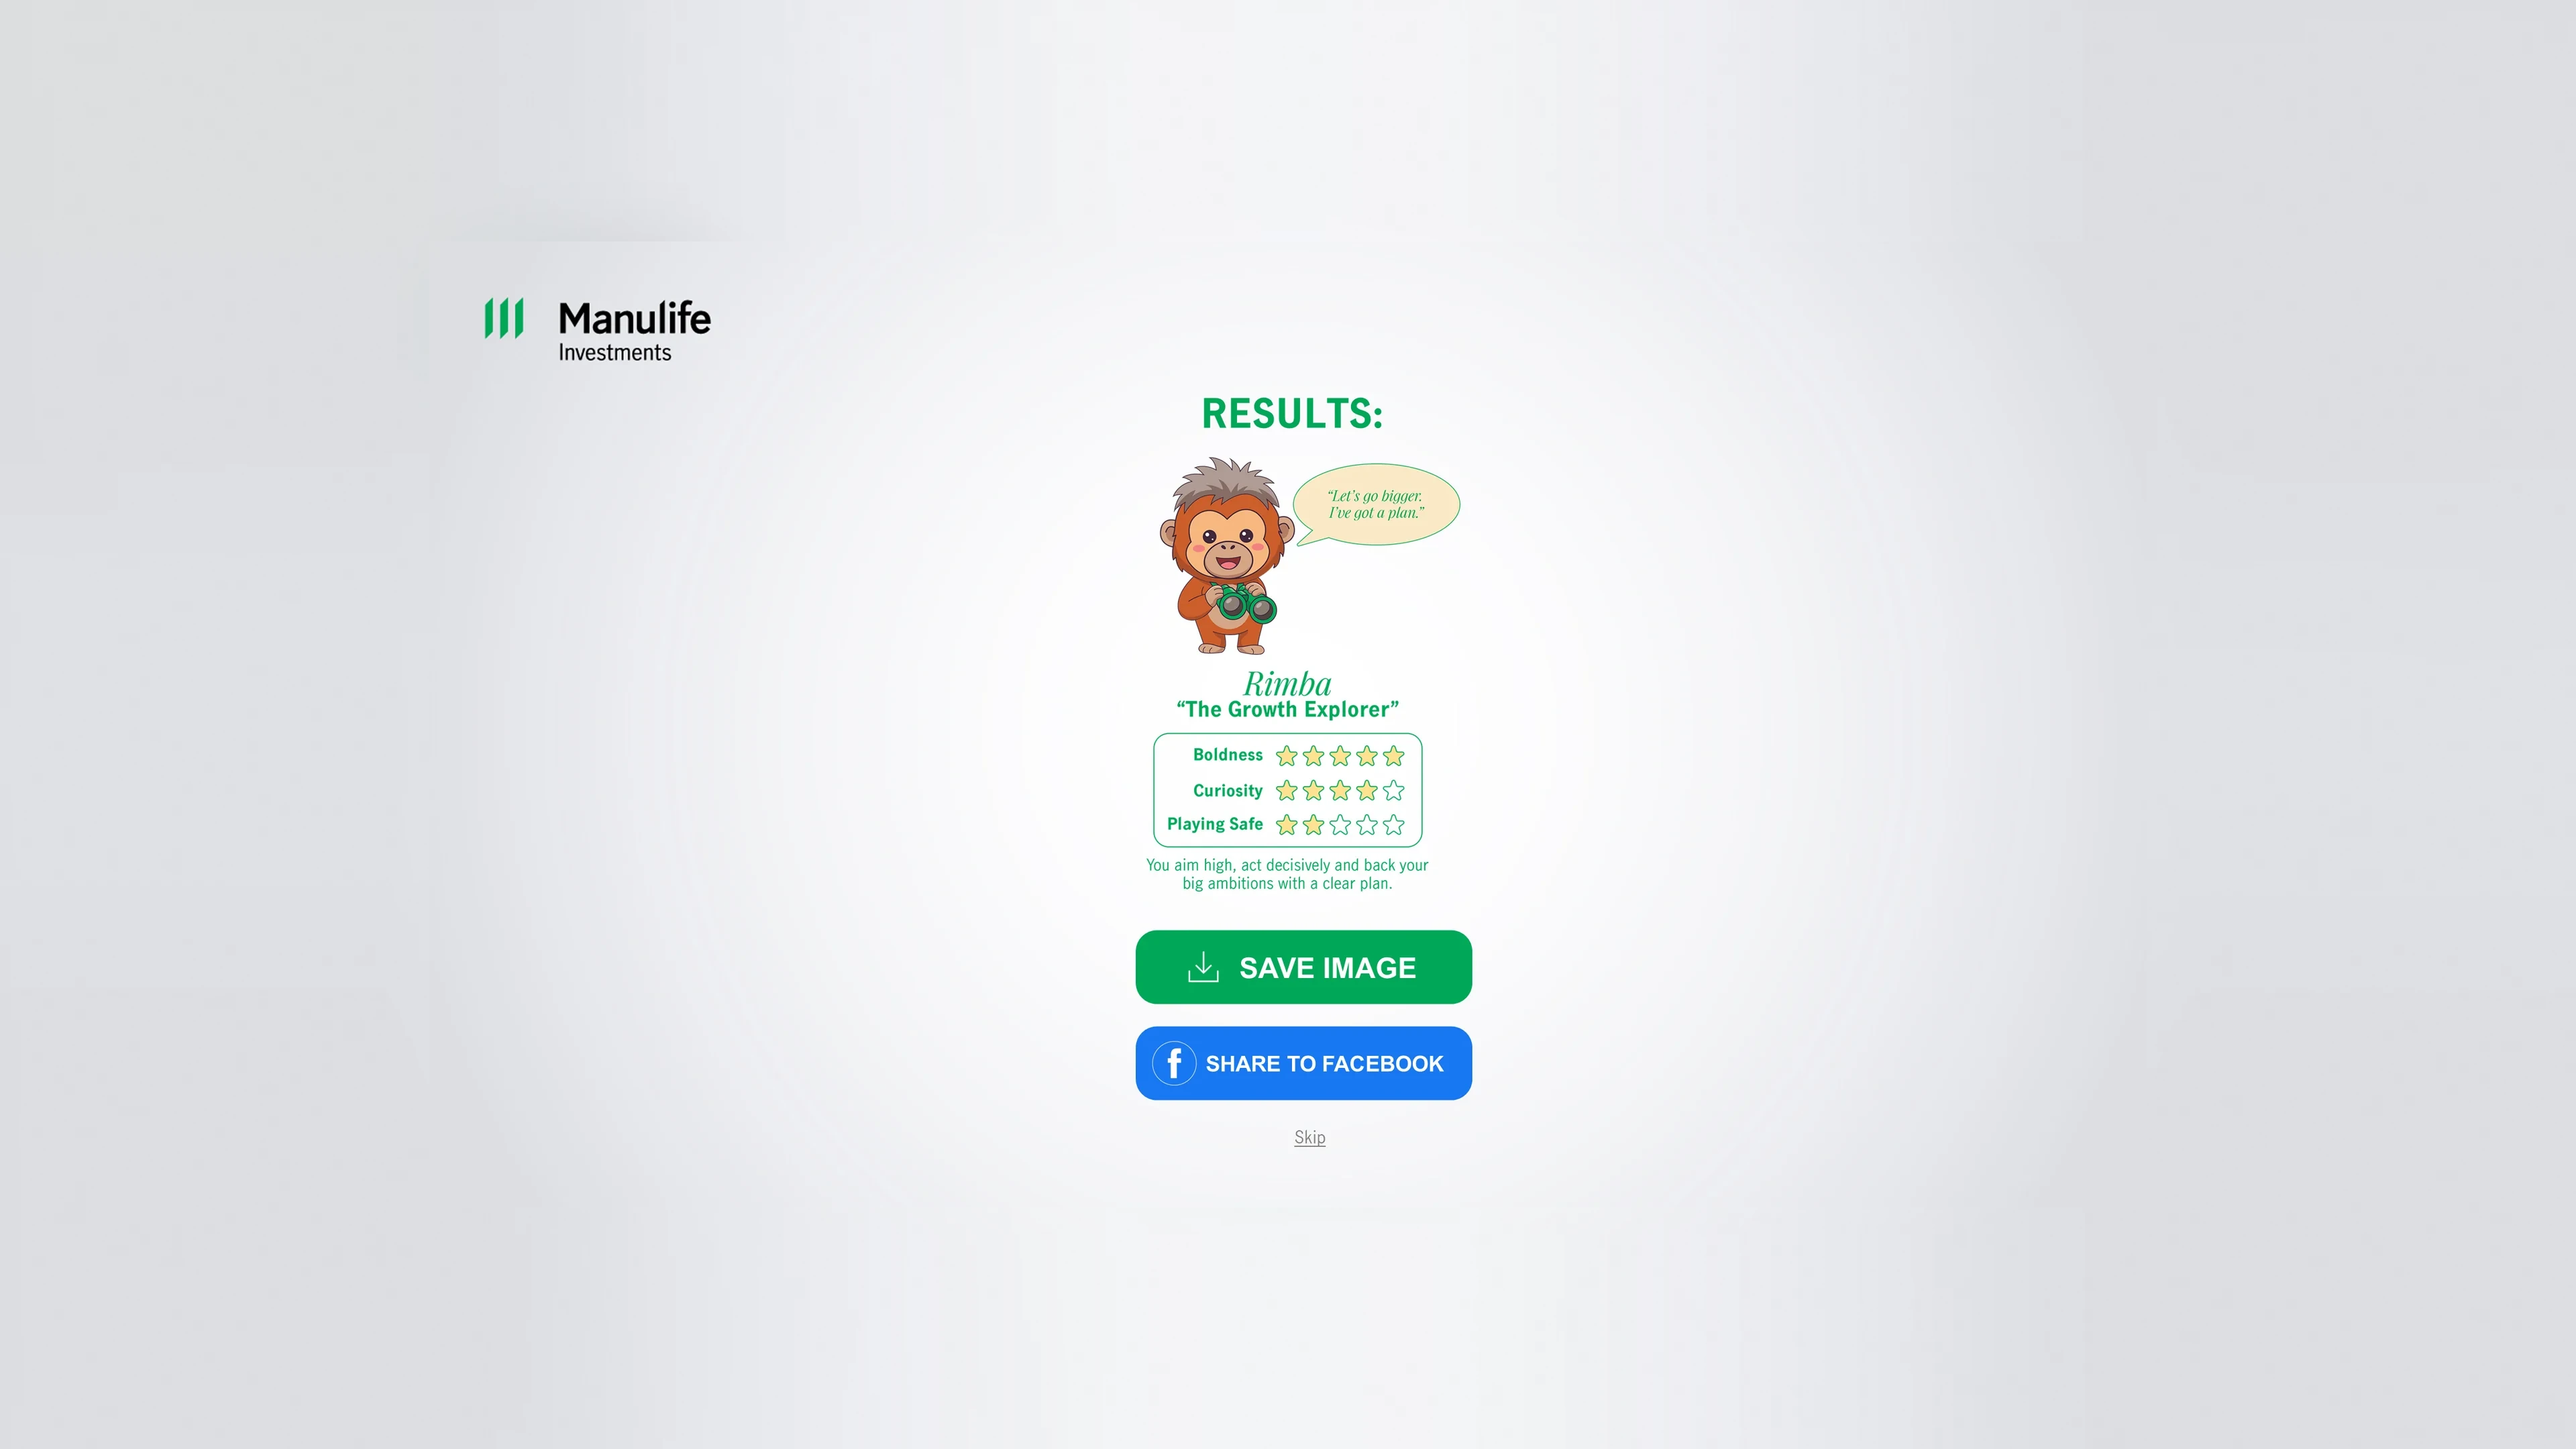 Manulife
Investments
RESULTS:
“Let’s go bigger.
I’ve got a plan.”
Rimba
“The Growth Explorer”
Boldness
Curiosity
Playing Safe
You aim high, act decisively and back your
big ambitions with a clear plan.
SAVE IMAGE
f SHARE TO FACEBOOK
Skip